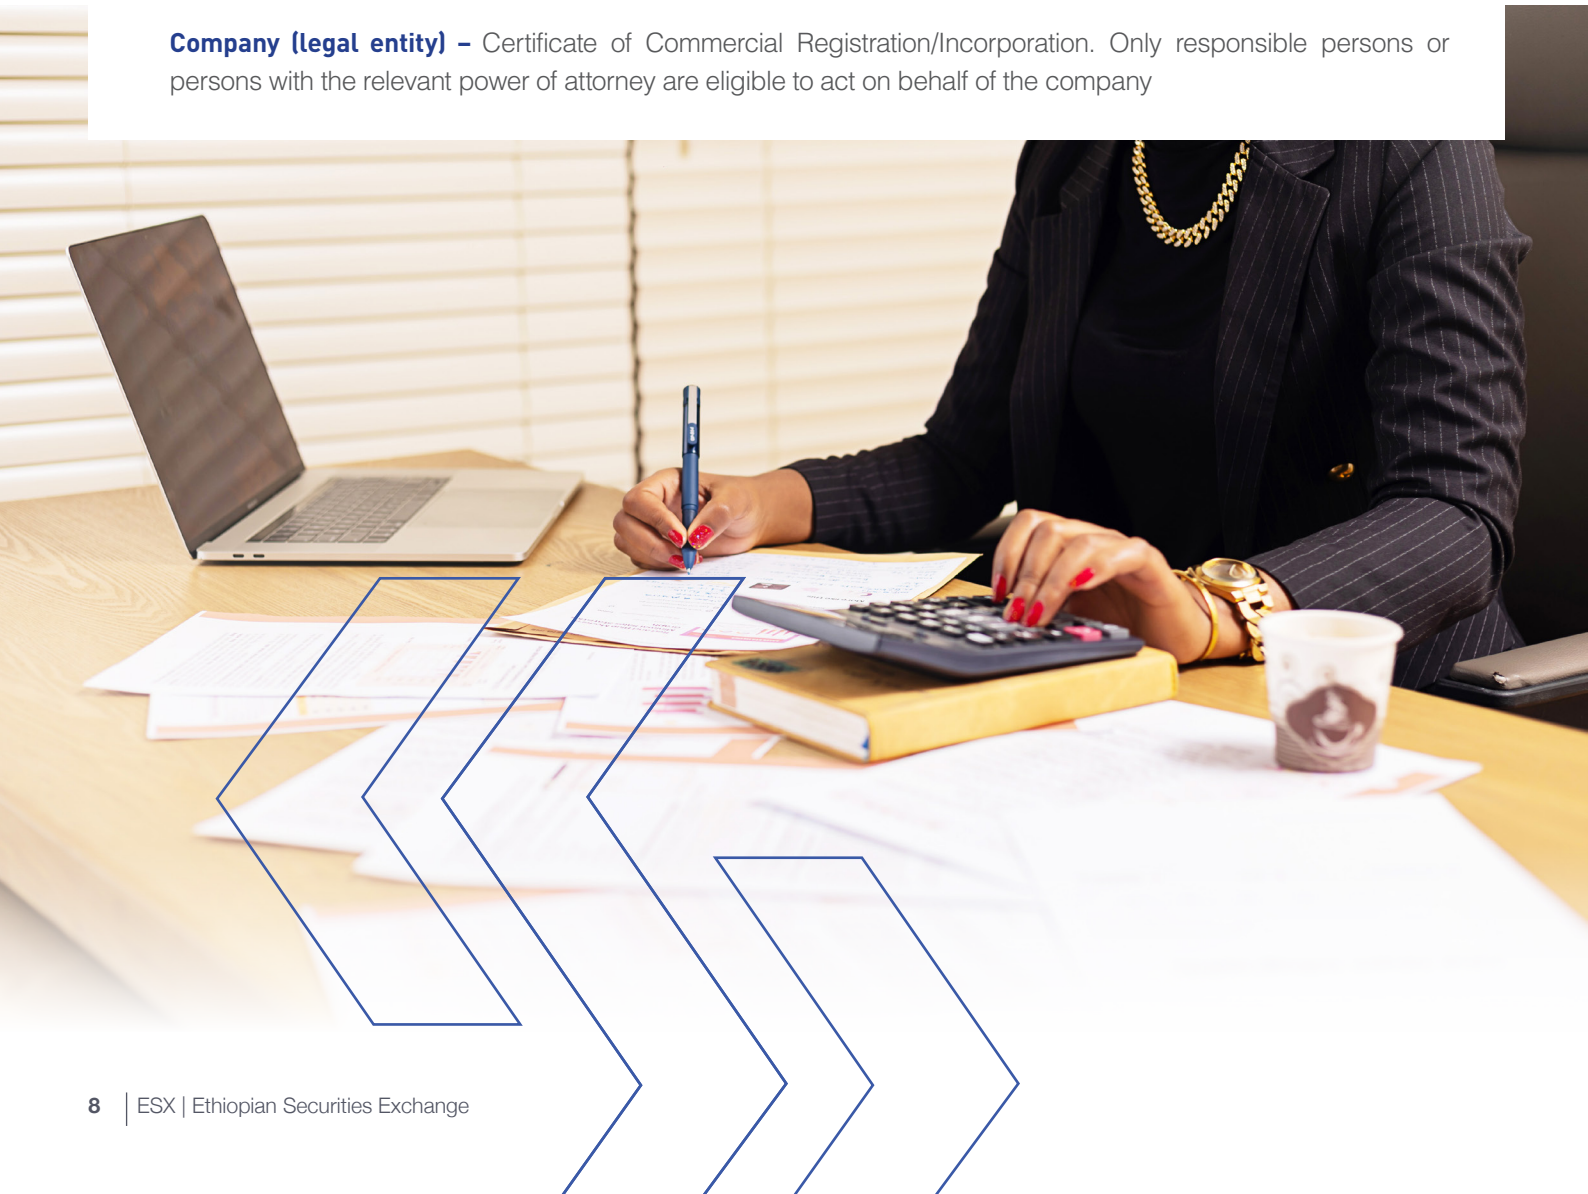 Company (legal entity) – Certificate of Commercial Registration/Incorporation. Only responsible persons or
persons with the relevant power of attorney are eligible to act on behalf of the company
8 | ESX | Ethiopian Securities Exchange